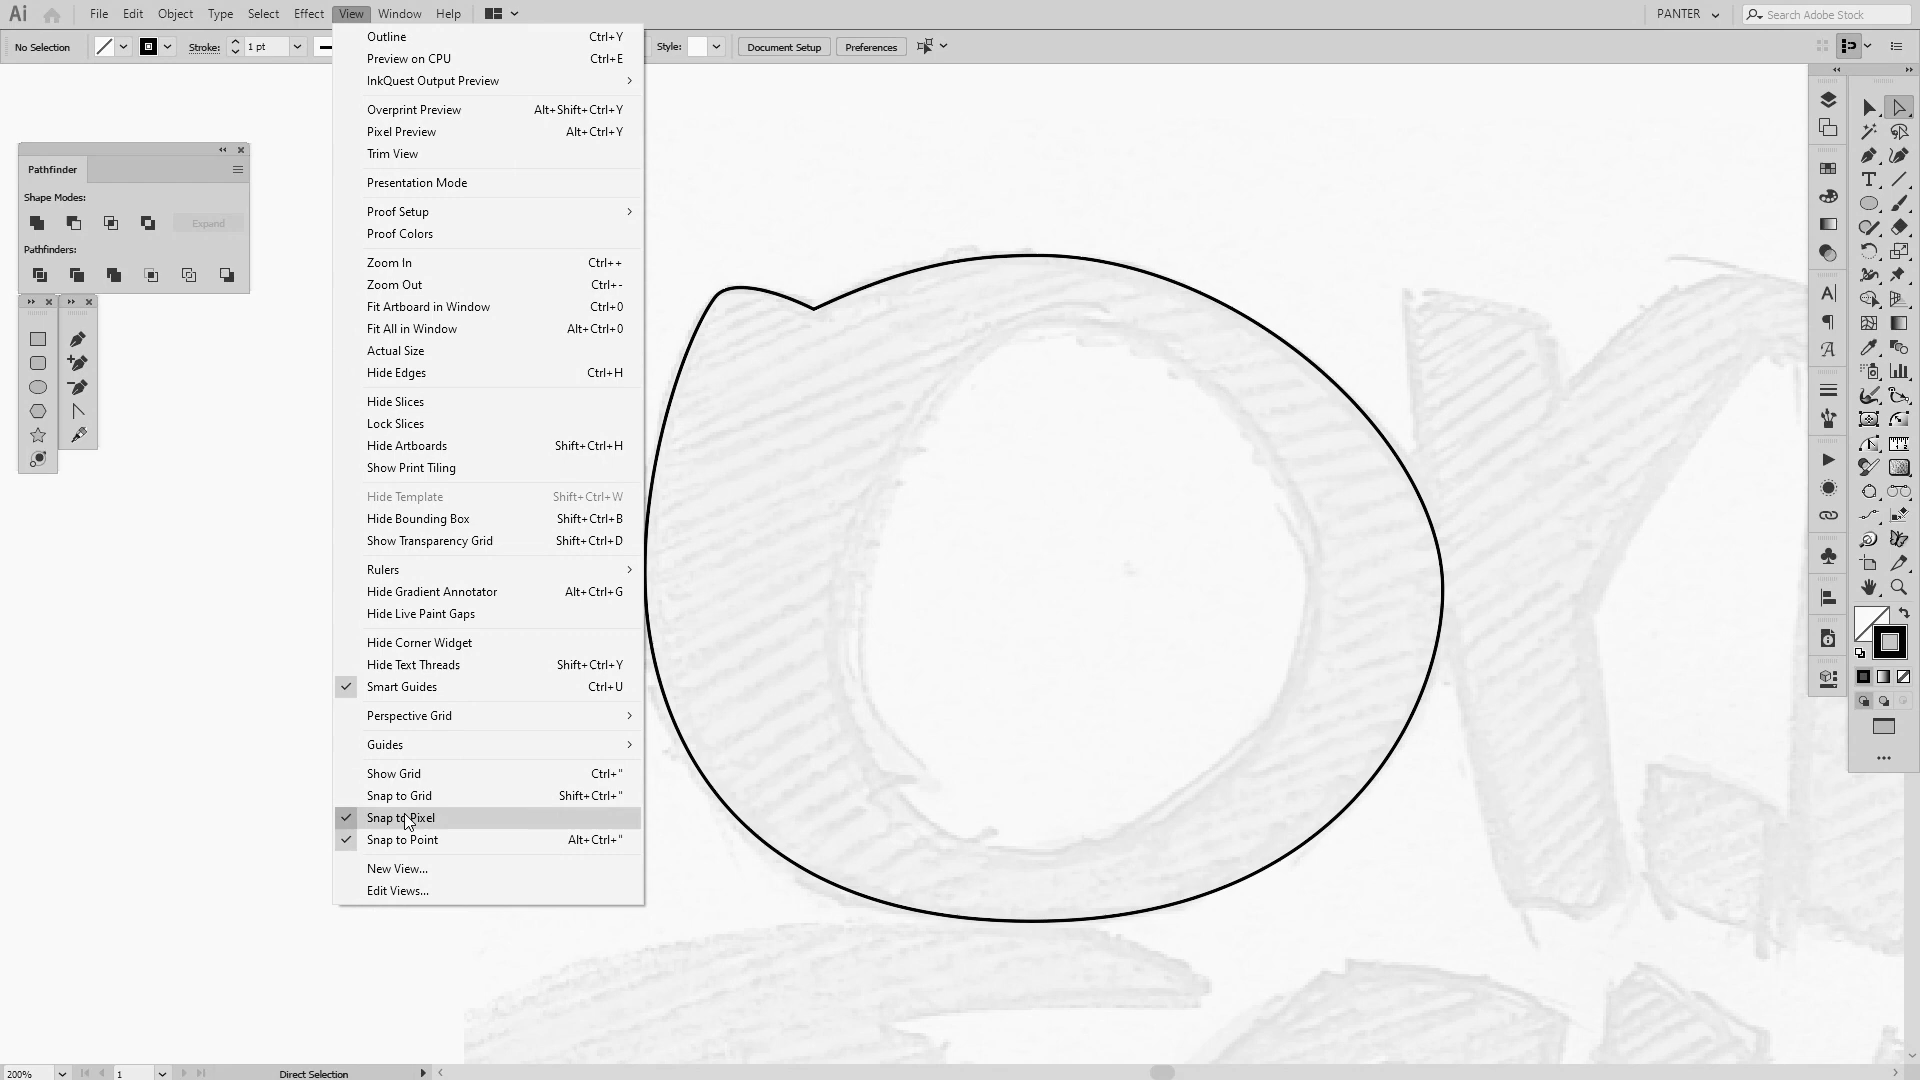 Ai File Edit Object Type Select Effect View Window Help PANTER Search Adobe Stock
No Selection Stroke: 1 pt Style: Document Setup Preferences
Outline Ctrl+Y
Preview on CPU Ctrl+E
InkQuest Output Preview
Overprint Preview Alt+Shift+Ctrl+Y
Pixel Preview Alt+Ctrl+Y
Trim View
Presentation Mode
Proof Setup
Proof Colors
Zoom In Ctrl++
Zoom Out Ctrl+-
Fit Artboard in Window Ctrl+0
Fit All in Window Alt+Ctrl+0
Actual Size
Hide Edges Ctrl+H
Hide Slices
Lock Slices
Hide Artboards Shift+Ctrl+H
Show Print Tiling
Hide Template Shift+Ctrl+W
Hide Bounding Box Shift+Ctrl+B
Show Transparency Grid Shift+Ctrl+D
Rulers
Hide Gradient Annotator Alt+Ctrl+G
Hide Live Paint Gaps
Hide Corner Widget
Hide Text Threads Shift+Ctrl+Y
Smart Guides Ctrl+U
Perspective Grid
Guides
Show Grid Ctrl+"
Snap to Grid Shift+Ctrl+"
Snap to Pixel
Snap to Point Alt+Ctrl+"
New View...
Edit Views...
Pathfinder
Shape Modes:
Expand
Pathfinders:
200% 1 Direct Selection